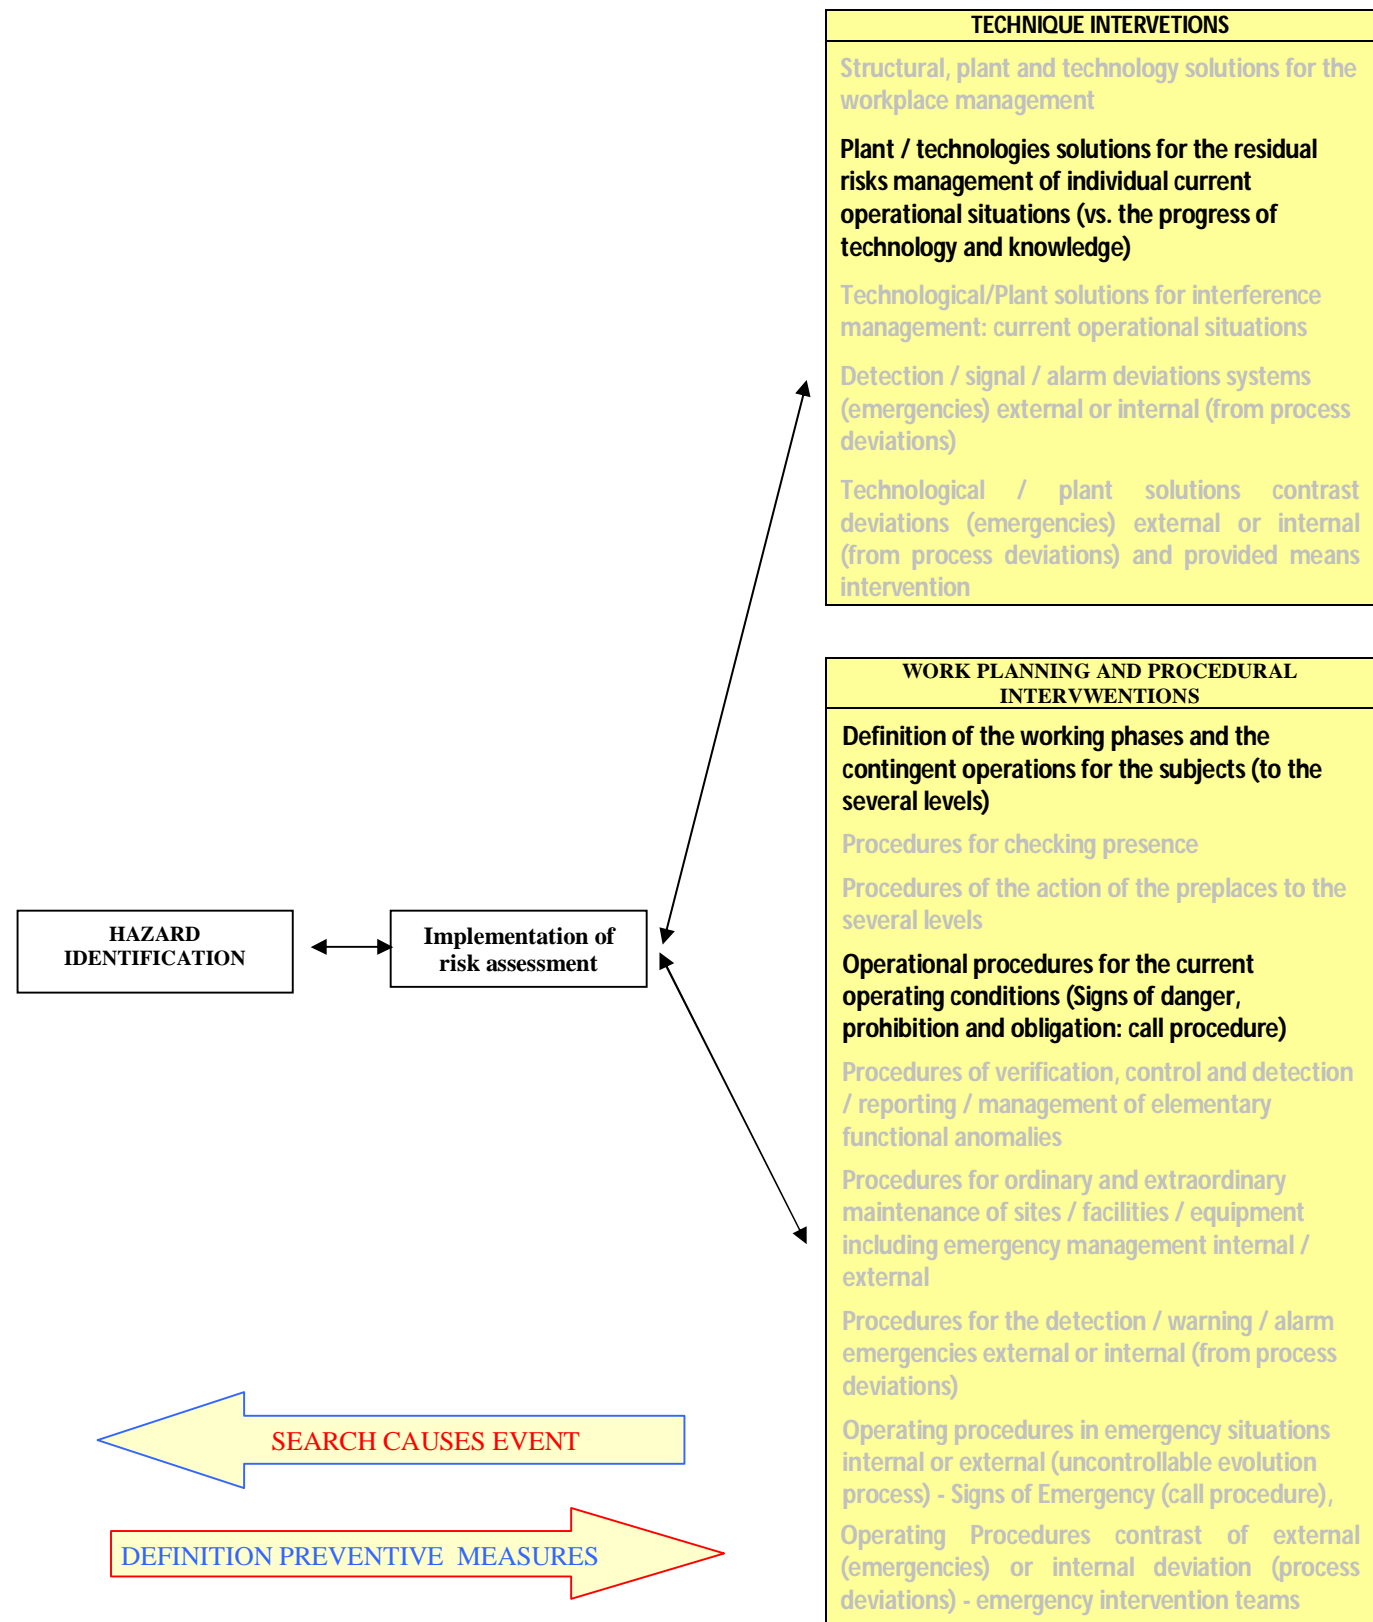 TECHNIQUE INTERVETIONS
Structural, plant and technology solutions for the
workplace management
Plant / technologies solutions for the residual
risks management of individual current
operational situations (vs. the progress of
technology and knowledge)
Technological/Plant solutions for interference
management: current operational situations
Detection / signal / alarm deviations systems
(emergencies) external or internal (from process
deviations)
Technological / plant solutions contrast
deviations (emergencies) external or internal
(from process deviations) and provided means
intervention
WORK PLANNING AND PROCEDURAL
INTERVWENTIONS
Definition of the working phases and the
contingent operations for the subjects (to the
several levels)
Procedures for checking presence
Procedures of the action of the preplaces to the
several levels
HAZARD
IDENTIFICATION
Implementation of
risk assessment
Operational procedures for the current
operating conditions (Signs of danger,
prohibition and obligation: call procedure)
Procedures of verification, control and detection
/ reporting / management of elementary
functional anomalies
Procedures for ordinary and extraordinary
maintenance of sites / facilities / equipment
including emergency management internal /
external
Procedures for the detection / warning / alarm
emergencies external or internal (from process
deviations)
Operating procedures in emergency situations
internal or external (uncontrollable evolution
process) - Signs of Emergency (call procedure),
Operating Procedures contrast of external
(emergencies) or internal deviation (process
deviations) - emergency intervention teams
SEARCH CAUSES EVENT
DEFINITION PREVENTIVE MEASURES